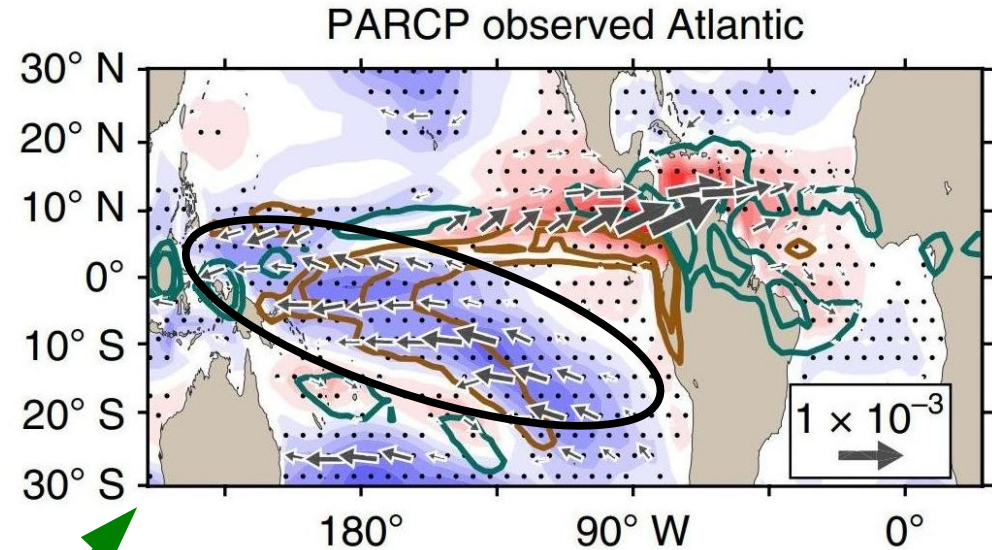 PARCP observed Atlantic
30° N
20° N
10° N
0°
10° S
20° S
30° S
1 × 10⁻³
180°
90° W
0°